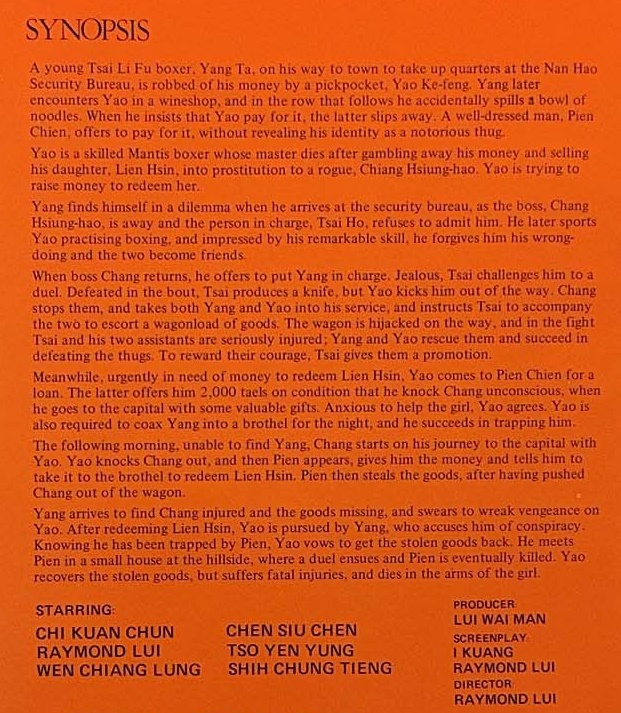 SYNOPSIS
A young Tsai Li Fu boxer, Yang Ta, on his way to town to take up quarters at the Nan Hao
Security Bureau, is robbed of his money by a pickpocket, Yao Ke-feng. Yang later
encounters Yao in a wineshop, and in the row that follows he accidentally spills a bowl of
noodles. When he insists that Yao pay for it, the latter slips away. A well-dressed man, Pien
Chien, offers to pay for it, without revealing his identity as a notorious thug.
Yao is a skilled Mantis boxer whose master dies after gambling away his money and selling
his daughter, Lien Hsin, into prostitution to a rogue, Chiang Hsiung-hao. Yao is trying to
raise money to redeem her.
Yang finds himself in a dilemma when he arrives at the security bureau, as the boss, Chang
Hsiung-hao, is away and the person in charge, Tsai Ho, refuses to admit him. He later sports
Yao practising boxing, and impressed by his remarkable skill, he forgives him his wrong-
doing and the two become friends.
When boss Chang returns, he offers to put Yang in charge. Jealous, Tsai challenges him to a
duel. Defeated in the bout, Tsai produces a knife, but Yao kicks him out of the way. Chang
stops them, and takes both Yang and Yao into his service, and instructs Tsai to accompany
the two to escort a wagonload of goods. The wagon is hijacked on the way, and in the fight
Tsai and his two assistants are seriously injured; Yang and Yao rescue them and succeed in
defeating the thugs. To reward their courage, Tsai gives them a promotion.
Meanwhile, urgently in need of money to redeem Lien Hsin, Yao comes to Pien Chien for a
loan. The latter offers him 2,000 taels on condition that he knock Chang unconscious, when
he goes to the capital with some valuable gifts. Anxious to help the girl, Yao agrees. Yao is
also required to coax Yang into a brothel for the night, and he succeeds in trapping him.
The following morning, unable to find Yang, Chang starts on his journey to the capital with
Yao. Yao knocks Chang out, and then Pien appears, gives him the money and tells him to
take it to the brothel to redeem Lien Hsin. Pien then steals the goods, after having pushed
Chang out of the wagon.
Yang arrives to find Chang injured and the goods missing, and swears to wreak vengeance on
Yao. After redeeming Lien Hsin, Yao is pursued by Yang, who accuses him of conspiracy.
Knowing he has been trapped by Pien, Yao vows to get the stolen goods back. He meets
Pien in a small house at the hillside, where a duel ensues and Pien is eventually killed. Yao
recovers the stolen goods, but suffers fatal injuries, and dies in the arms of the girl.
STARRING:
CHI KUAN CHUN
RAYMOND LUI
WEN CHIANG LUNG
CHEN SIU CHEN
TSO YEN YUNG
SHIH CHUNG TIENG
PRODUCER:
LUI WAI MAN
SCREENPLAY:
I KUANG
RAYMOND LUI
DIRECTOR:
RAYMOND LUI